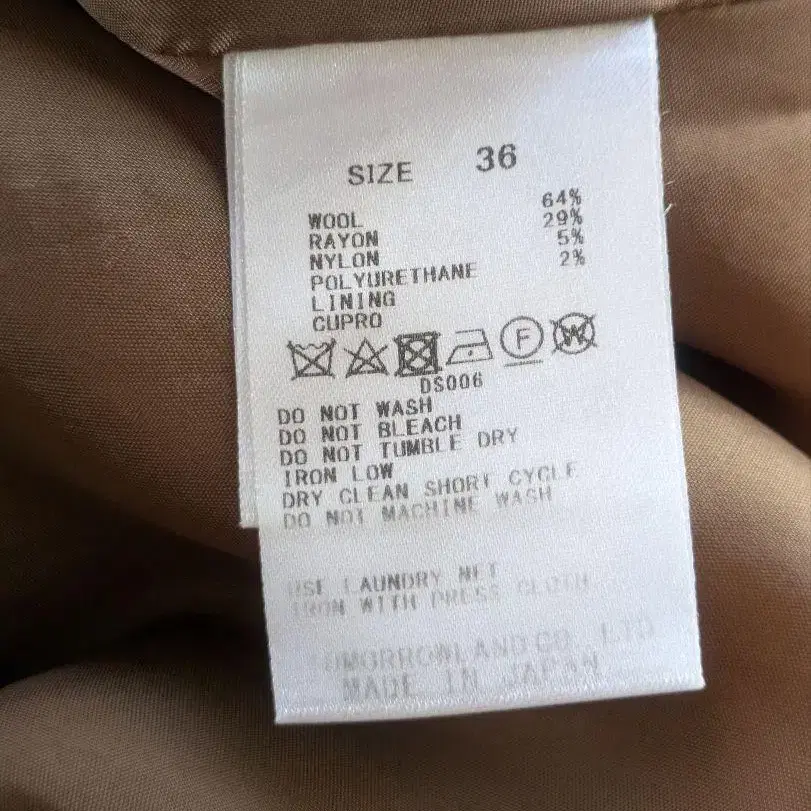 SIZE 36
WOOL 64%
RAYON 29%
NYLON 5%
POLYURETHANE 2%
LINING
CUPRO
F W
DS006
DO NOT WASH
DO NOT BLEACH
DO NOT TUMBLE DRY
IRON LOW
DRY CLEAN SHORT CYCLE
DO NOT MACHINE WASH
USE LAUNDRY NET
IRON WITH PRESS CLOTH
TOMORROWLAND CO LTD
MADE IN JAPAN